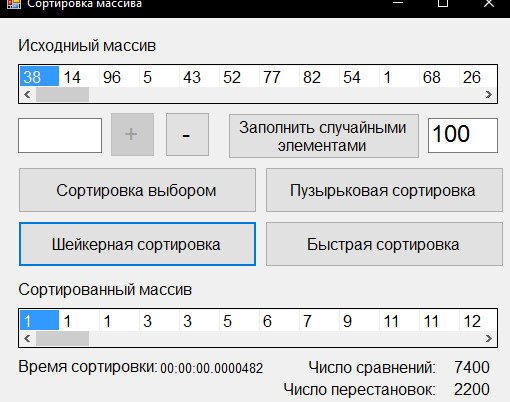 Сортировка массива
Исходниый массив
38 14 96 5 43 52 77 82 54 1 68 26
+ - Заполнить случайными элементами 100
Сортировка выбором Пузырьковая сортировка
Шейкерная сортировка Быстрая сортировка
Сортированный массив
1 1 1 3 3 5 6 7 9 11 11 12
Время сортировки: 00:00:00.0000482 Число сравнений: 7400
Число перестановок: 2200